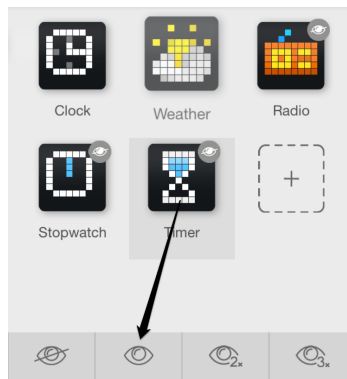 Clock
Weather
Radio
Stopwatch
Timer
2x
3x